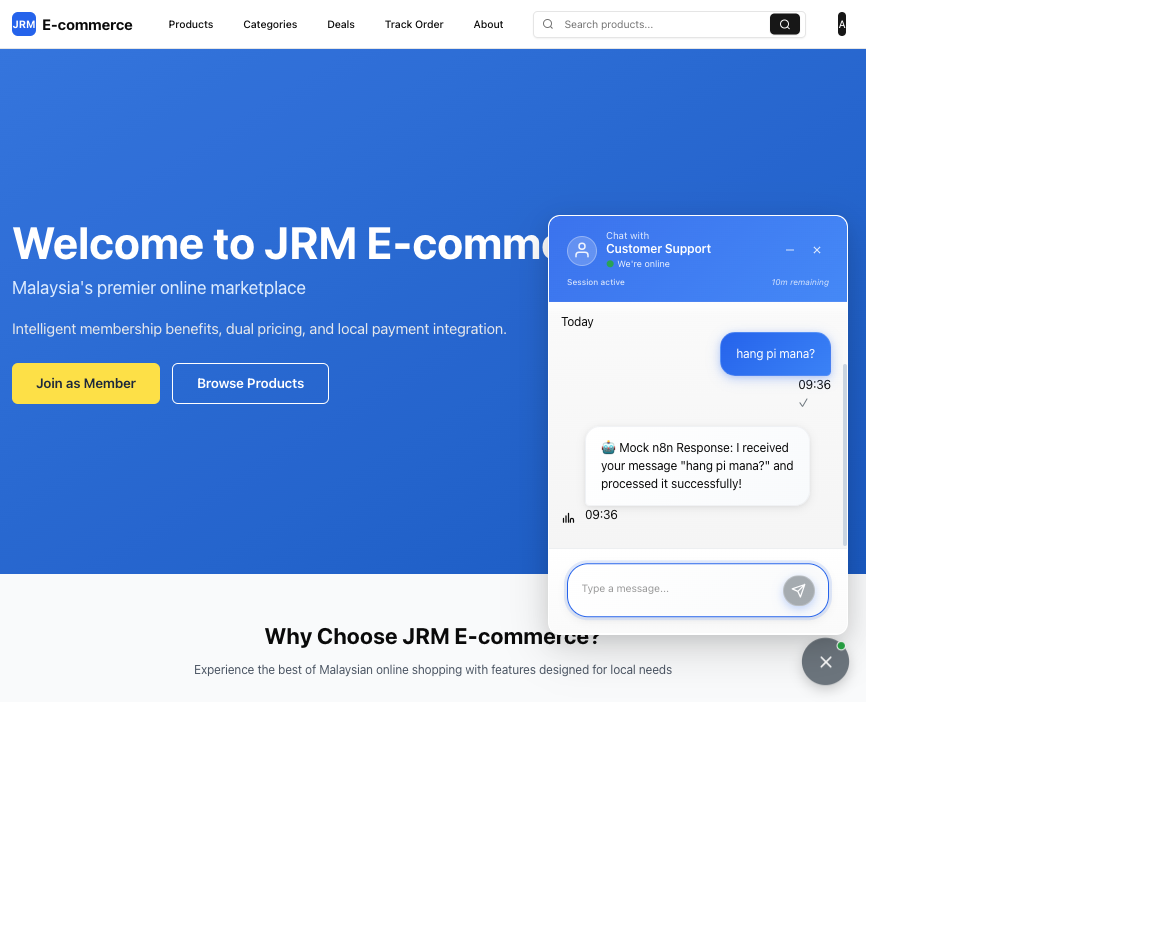 JRM
E-commerce
Products
Categories
Deals
Track Order
About
Search products...
A
Welcome to JRM E-comme
Malaysia's premier online marketplace
Intelligent membership benefits, dual pricing, and local payment integration.
Join as Member
Browse Products
Chat with
Customer Support
We're online
Session active
10m remaining
Today
hang pi mana?
09:36
🤖 Mock n8n Response: I received
your message "hang pi mana?" and
processed it successfully!
09:36
Type a message...
Why Choose JRM E-commerce?
Experience the best of Malaysian online shopping with features designed for local needs